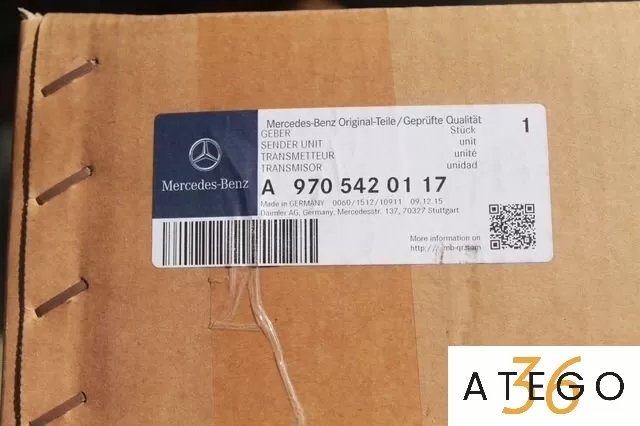 Mercedes-Benz Original-Teile/Geprüfte Qualität
GEBER Stück 1
SENDER UNIT unit
TRANSMETTEUR unité
TRANSMISOR unidad
Mercedes-Benz
A 970 542 01 17
Made in GERMANY 0060/1512/10911 09.12.15
Daimler AG, Germany, Mercedesstr. 137, 70327 Stuttgart
More information on
ATEGO
36